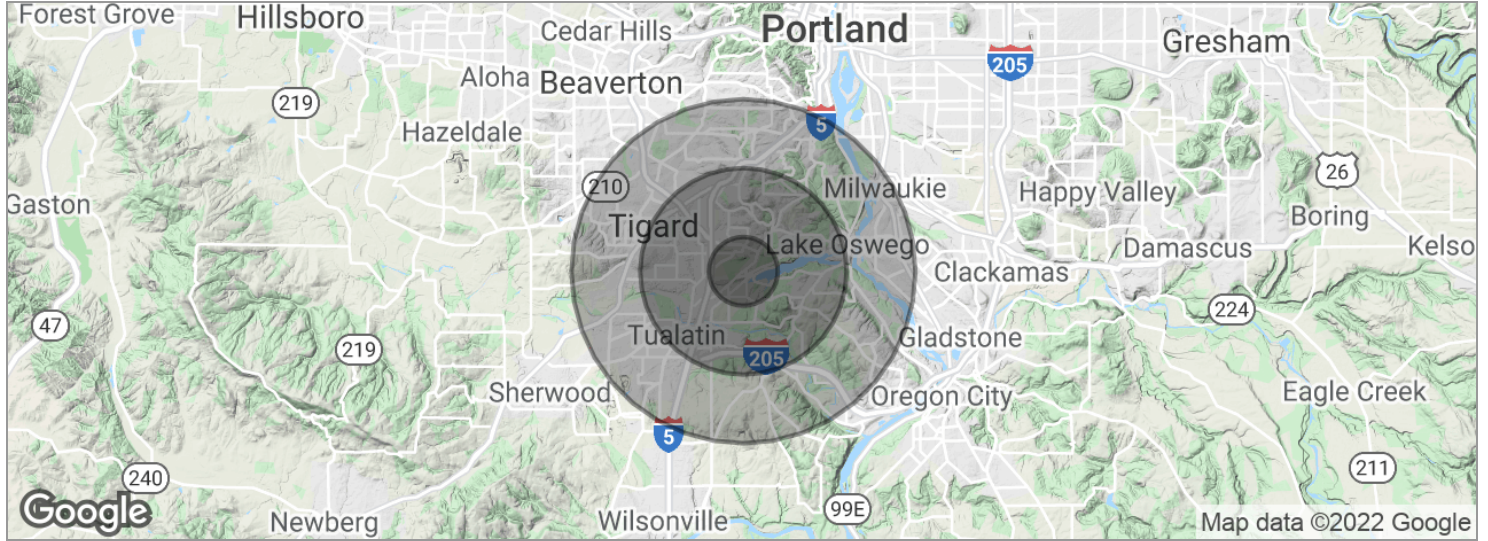 Forest Grove
Hillsboro
Cedar Hills
Portland
Gresham
205
Aloha
Beaverton
219
5
Hazeldale
26
210
Milwaukie
Happy Valley
Gaston
Tigard
Boring
Lake Oswego
Damascus
Kelso
Clackamas
224
47
Tualatin
Gladstone
219
205
Sherwood
Oregon City
Eagle Creek
5
211
240
Google
Newberg
Wilsonville
99E
Map data ©2022 Google